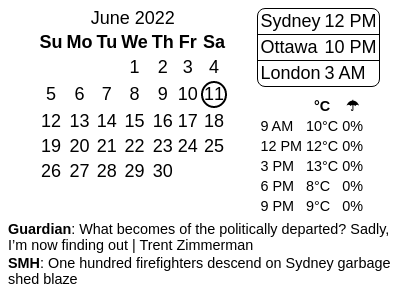 June 2022
Su Mo Tu We Th Fr Sa
1 2 3 4
5 6 7 8 9 10 11
12 13 14 15 16 17 18
19 20 21 22 23 24 25
26 27 28 29 30
Sydney 12 PM
Ottawa 10 PM
London 3 AM
°C ☂
9 AM 10°C 0%
12 PM 12°C 0%
3 PM 13°C 0%
6 PM 8°C 0%
9 PM 9°C 0%
Guardian: What becomes of the politically departed? Sadly,
I'm now finding out | Trent Zimmerman
SMH: One hundred firefighters descend on Sydney garbage
shed blaze